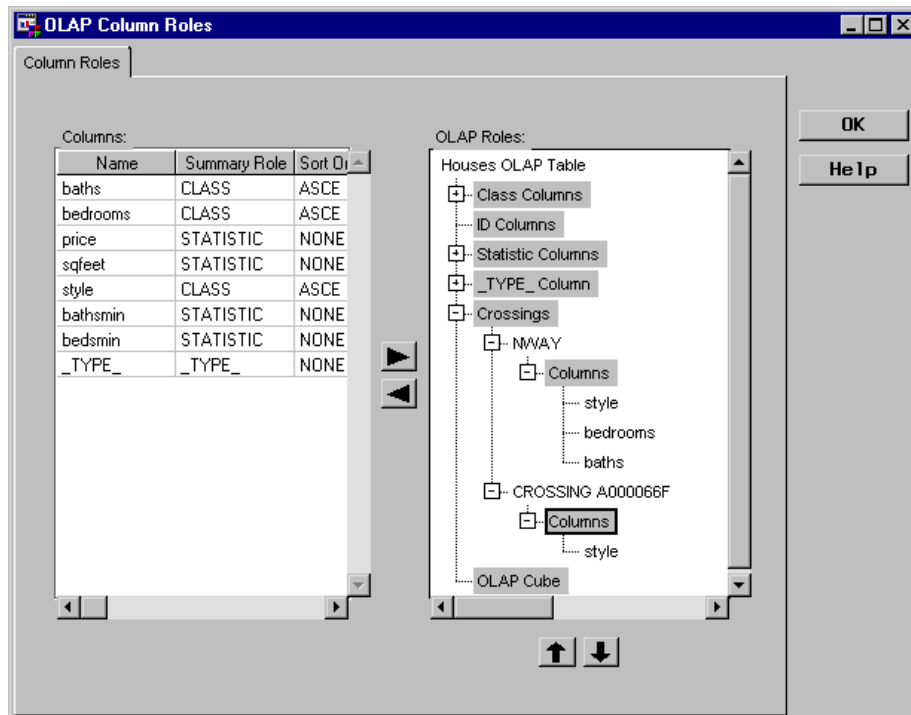 OLAP Column Roles
Column Roles
Columns:
Name Summary Role Sort Or
baths CLASS ASCE
bedrooms CLASS ASCE
price STATISTIC NONE
sqfeet STATISTIC NONE
style CLASS ASCE
bathsmin STATISTIC NONE
bedsmin STATISTIC NONE
_TYPE_ _TYPE_ NONE
OLAP Roles:
Houses OLAP Table
Class Columns
ID Columns
Statistic Columns
_TYPE_ Column
Crossings
NWAY
Columns
style
bedrooms
baths
CROSSING A000066F
Columns
style
OLAP Cube
OK
Help